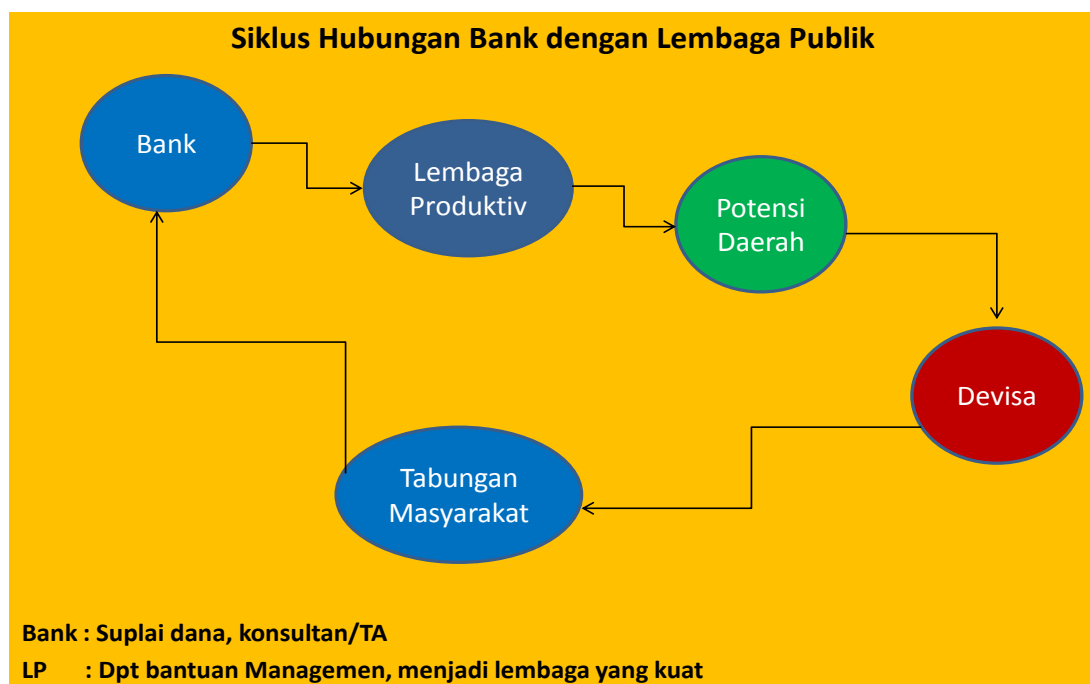 Siklus Hubungan Bank dengan Lembaga Publik
Bank
Lembaga
Produktiv
Potensi
Daerah
Devisa
Tabungan
Masyarakat
Bank : Suplai dana, konsultan/TA
LP : Dpt bantuan Managemen, menjadi lembaga yang kuat